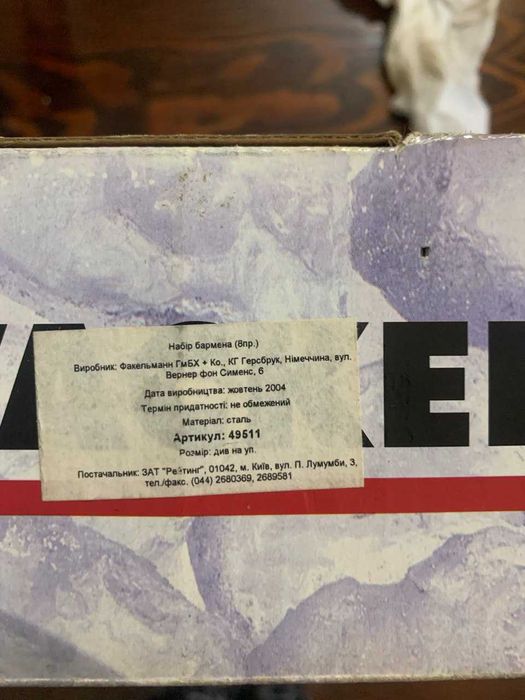 Набір бармена (8пр.)
Виробник: Факельманн ГмБХ + Ко., КГ Герсбрук, Німеччина, вул.
Вернер фон Сименс, 6
Дата виробництва: жовтень 2004
Термін придатності: не обмежений
Матеріал: сталь
Артикул: 49511
Розмір: див на уп.
Постачальник: ЗАТ "Рейтинг", 01042, м. Київ, вул. П. Лумумби, 3,
тел./факс. (044) 2680369, 2689581